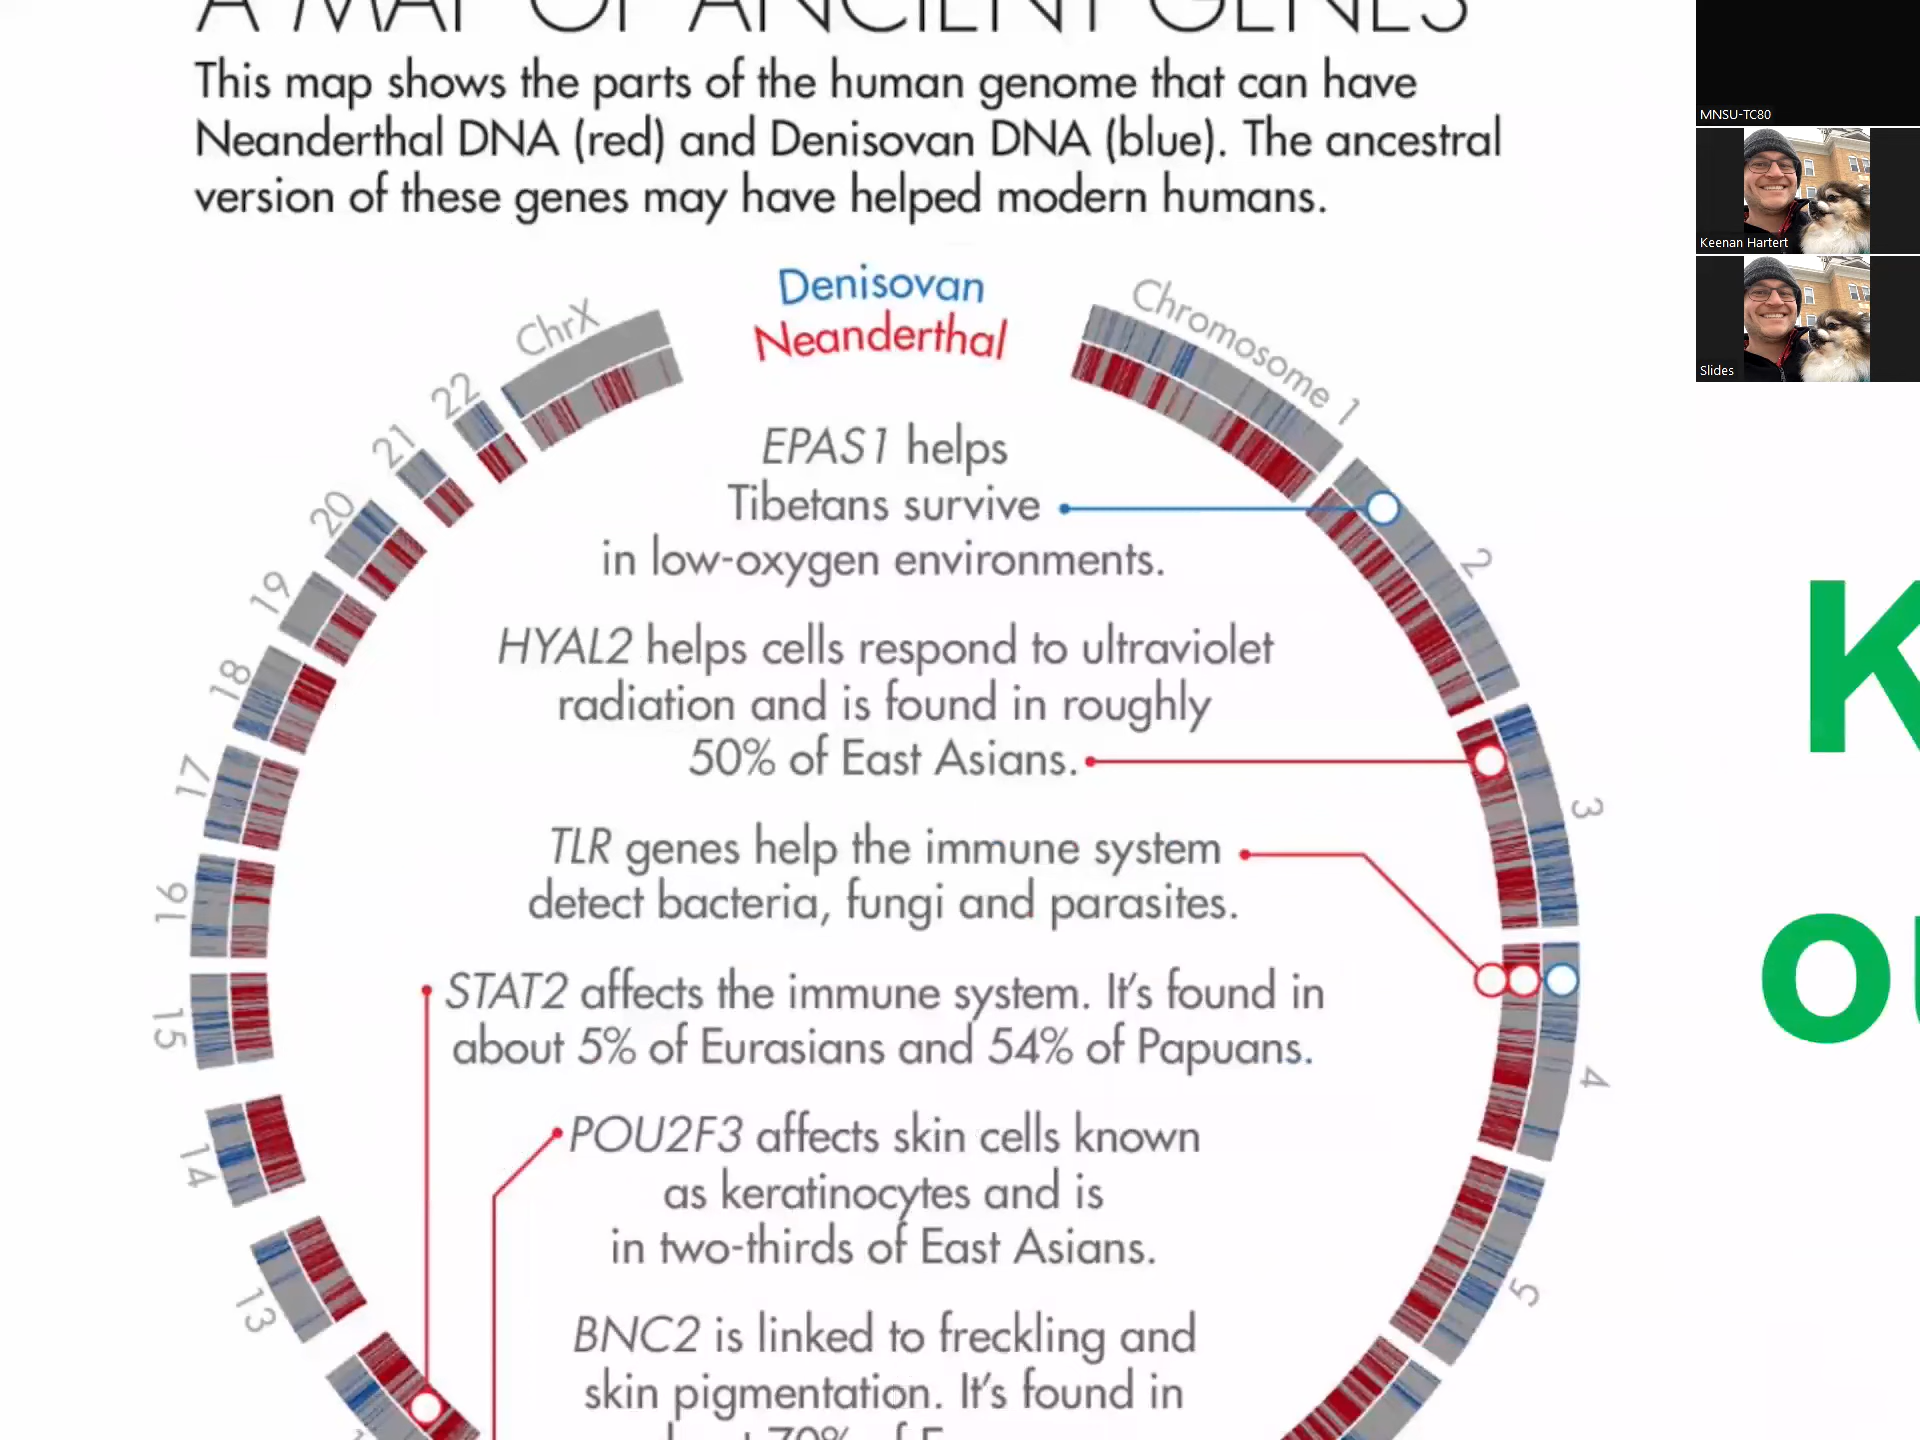 A MAP OF ANCIENT GENES
This map shows the parts of the human genome that can have
Neanderthal DNA (red) and Denisovan DNA (blue). The ancestral
version of these genes may have helped modern humans.
Denisovan
Neanderthal
Chromosome 1
2
3
4
5
13
14
15
16
17
18
19
20
21
22
ChrX
EPAS1 helps
Tibetans survive
in low-oxygen environments.
HYAL2 helps cells respond to ultraviolet
radiation and is found in roughly
50% of East Asians.
TLR genes help the immune system
detect bacteria, fungi and parasites.
STAT2 affects the immune system. It’s found in
about 5% of Eurasians and 54% of Papuans.
POU2F3 affects skin cells known
as keratinocytes and is
in two-thirds of East Asians.
BNC2 is linked to freckling and
skin pigmentation. It’s found in
70% of
MNSU-TC80
Keenan Hartert
Slides
K